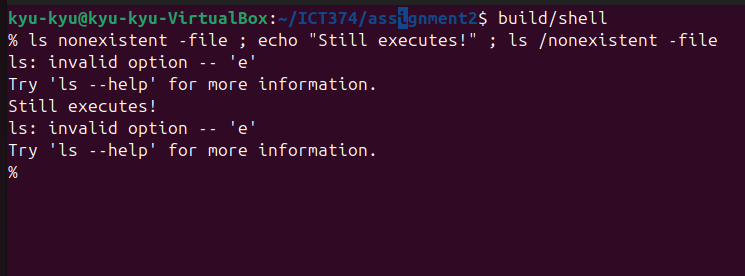 kyu-kyu@kyu-kyu-VirtualBox:~/ICT374/assignment2$ build/shell
% ls nonexistent -file ; echo "Still executes!" ; ls /nonexistent -file
ls: invalid option -- 'e'
Try 'ls --help' for more information.
Still executes!
ls: invalid option -- 'e'
Try 'ls --help' for more information.
%